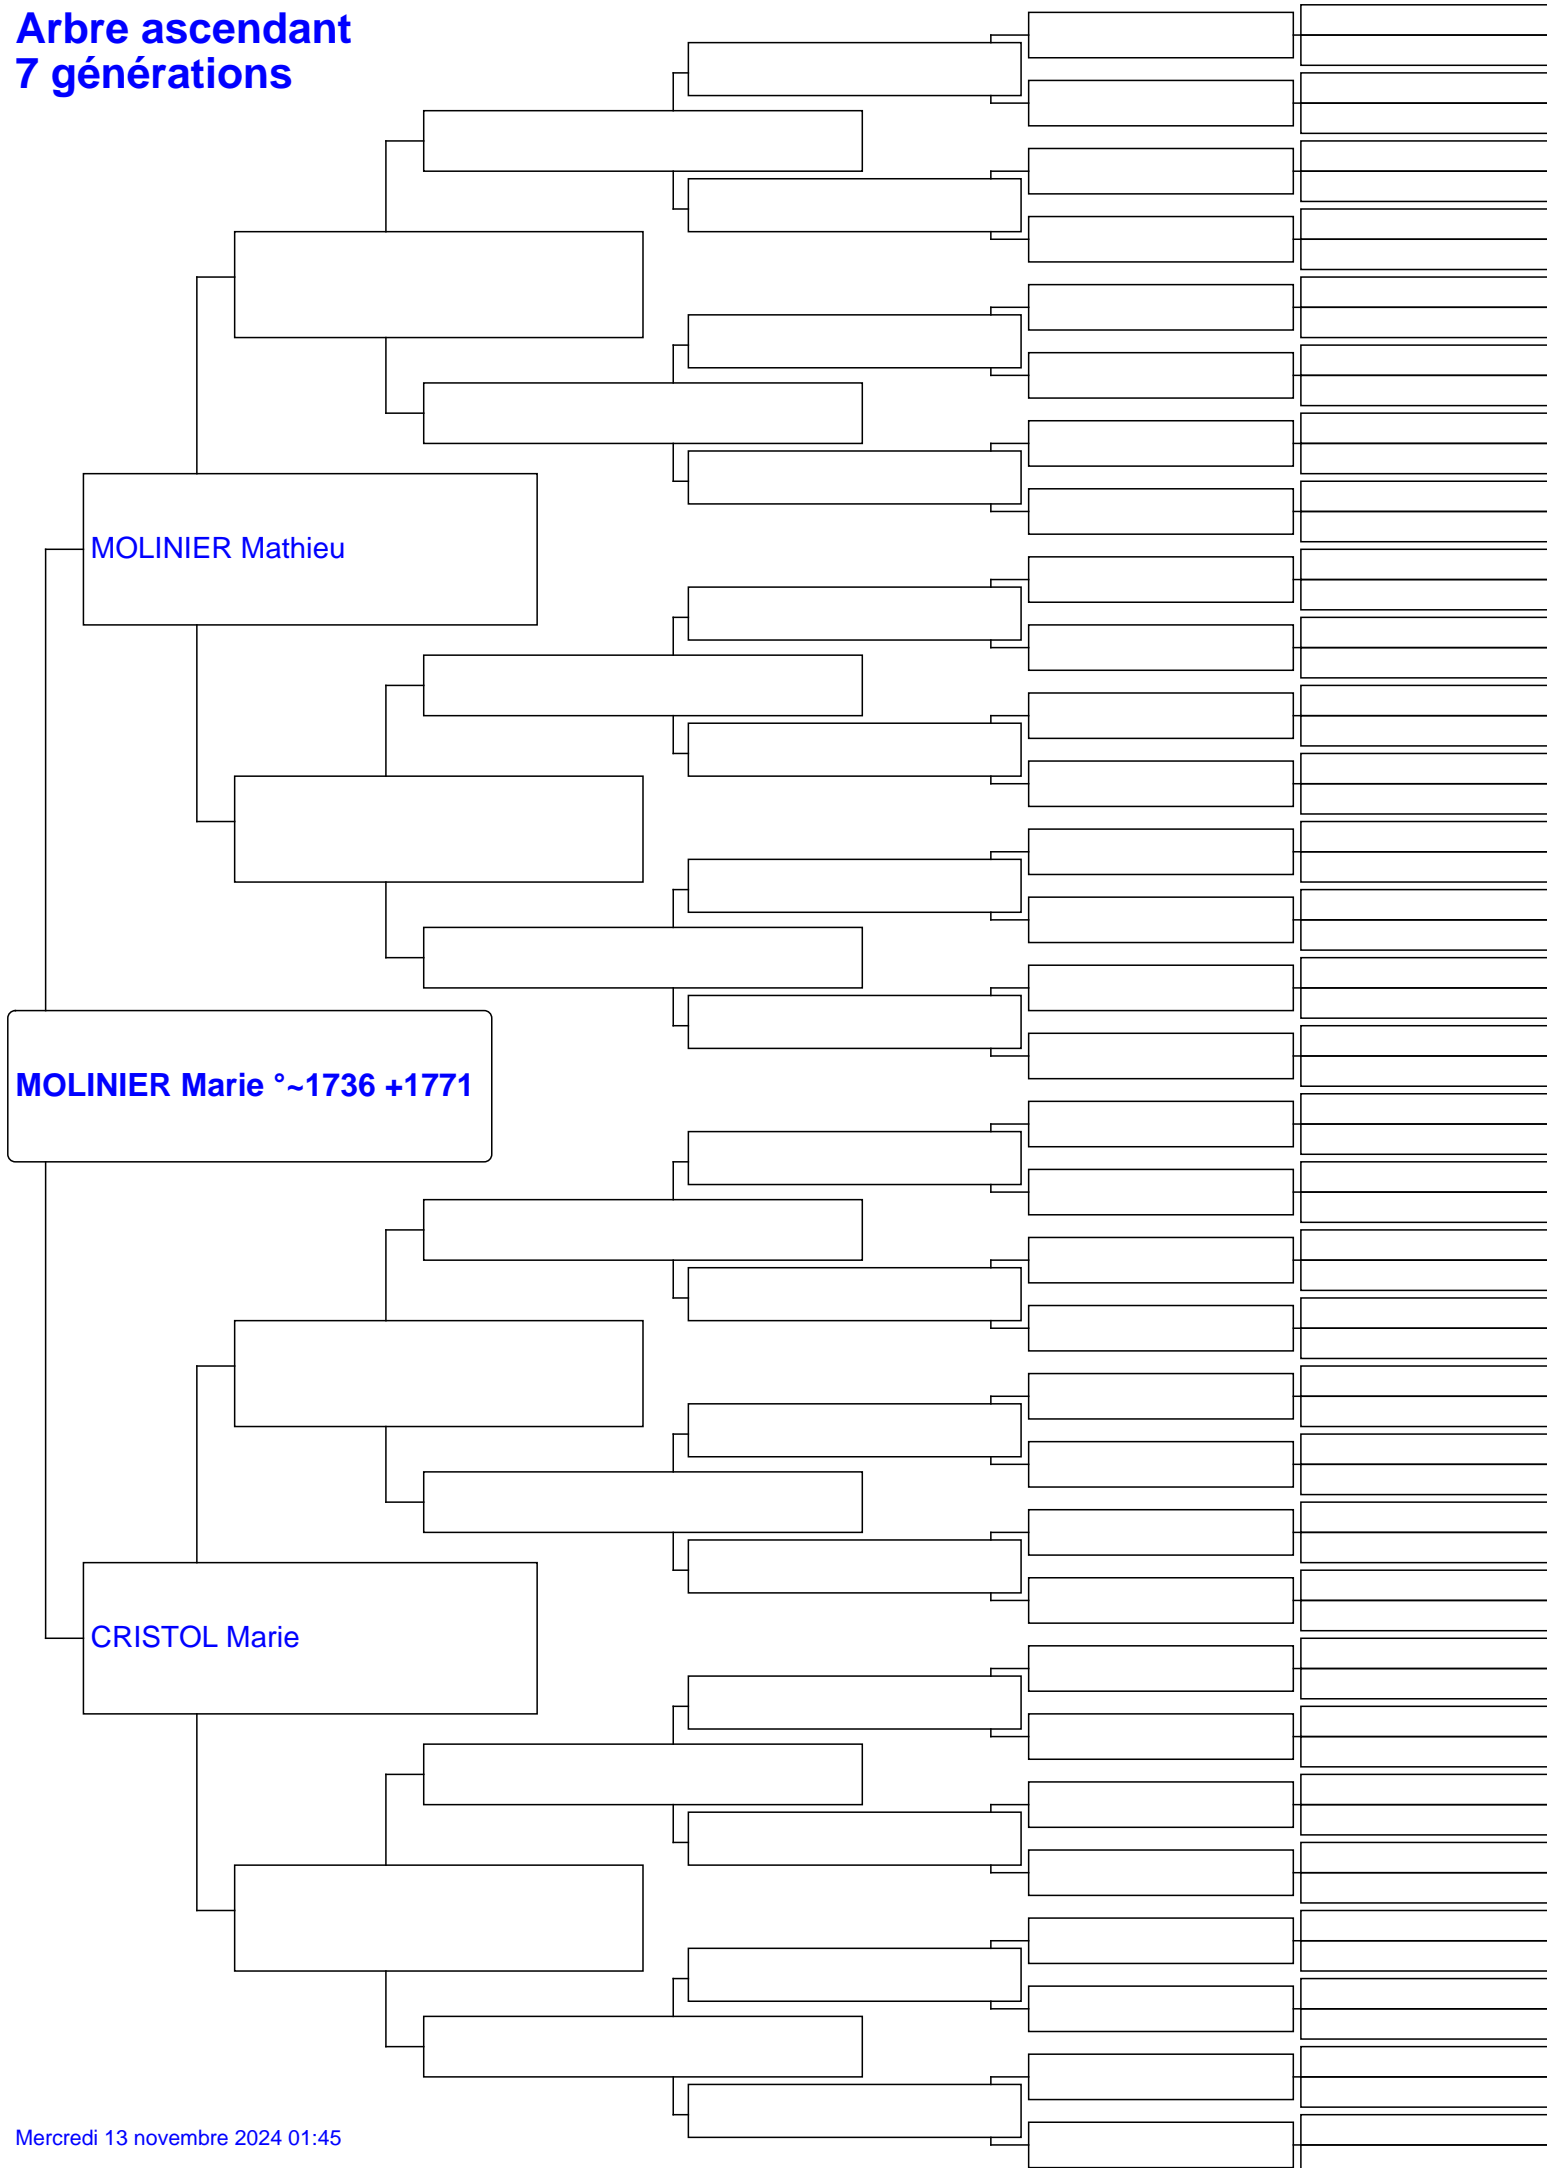 Arbre ascendant
7 générations
MOLINIER Mathieu
MOLINIER Marie °~1736 +1771
CRISTOL Marie
Mercredi 13 novembre 2024 01:45